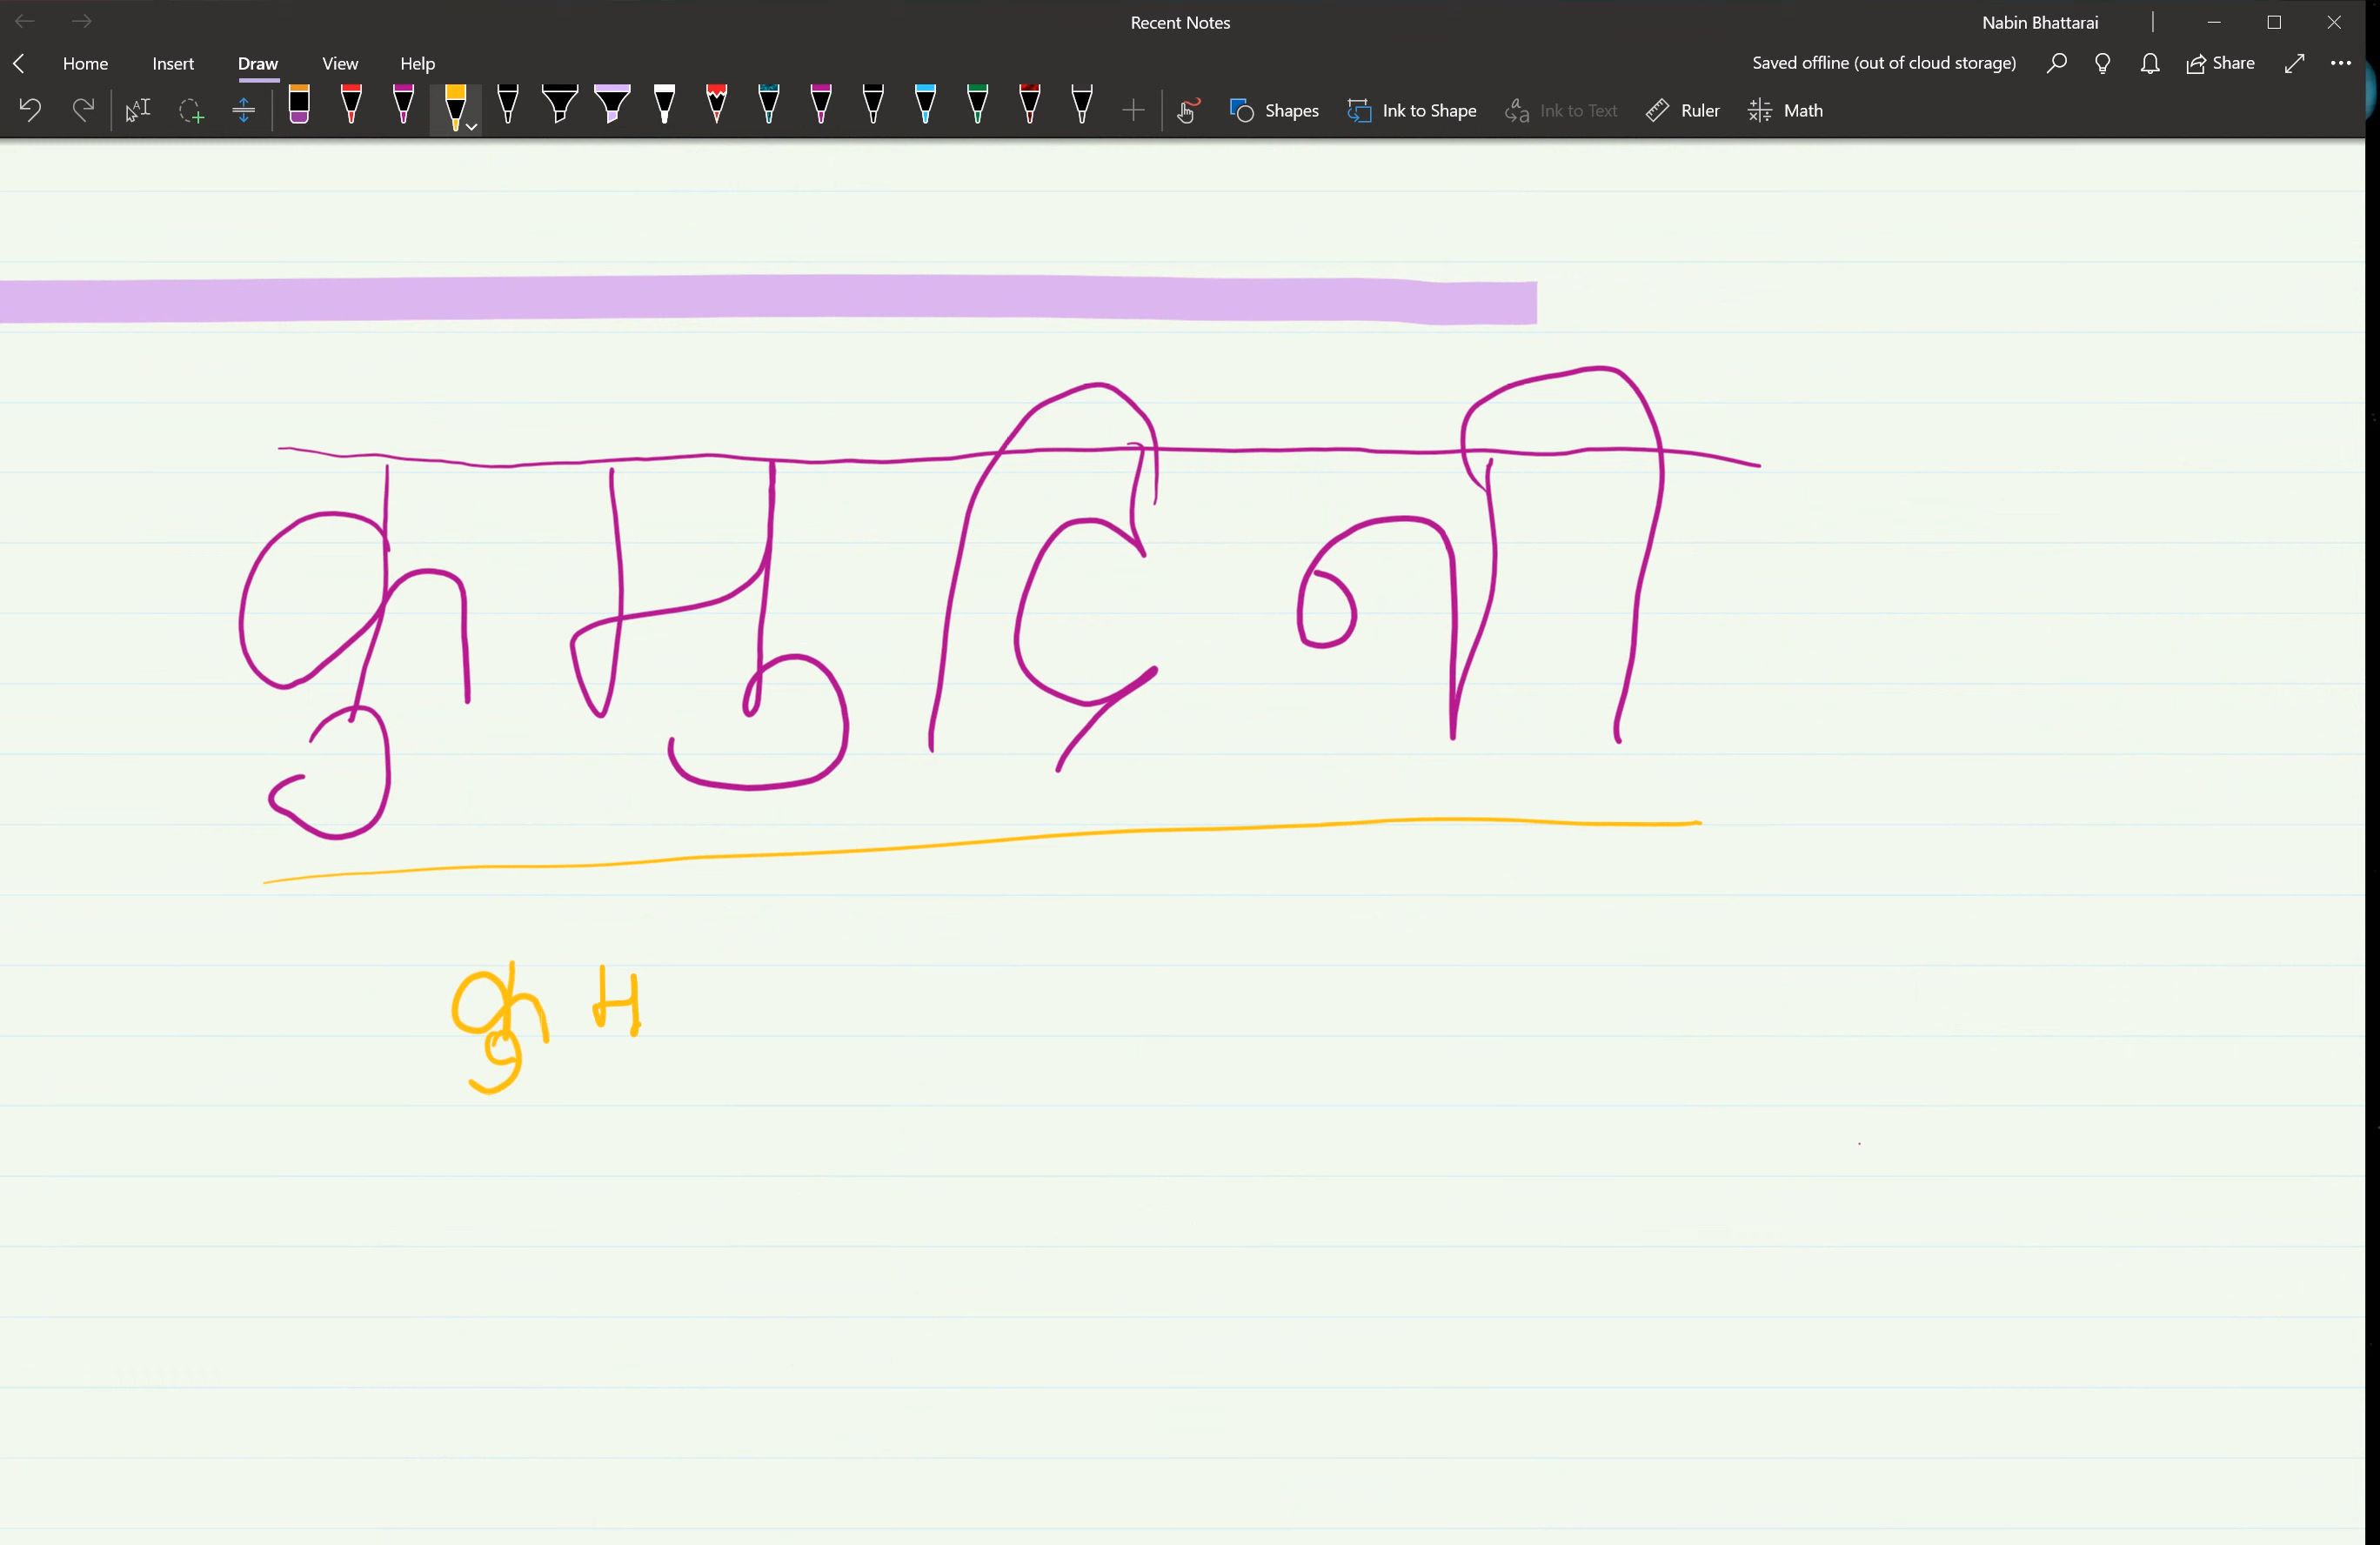 Recent Notes Nabin Bhattarai
Home Insert Draw View Help Saved offline (out of cloud storage) Share
Shapes Ink to Shape Ink to Text Ruler Math
कुमुदिनी
कु म